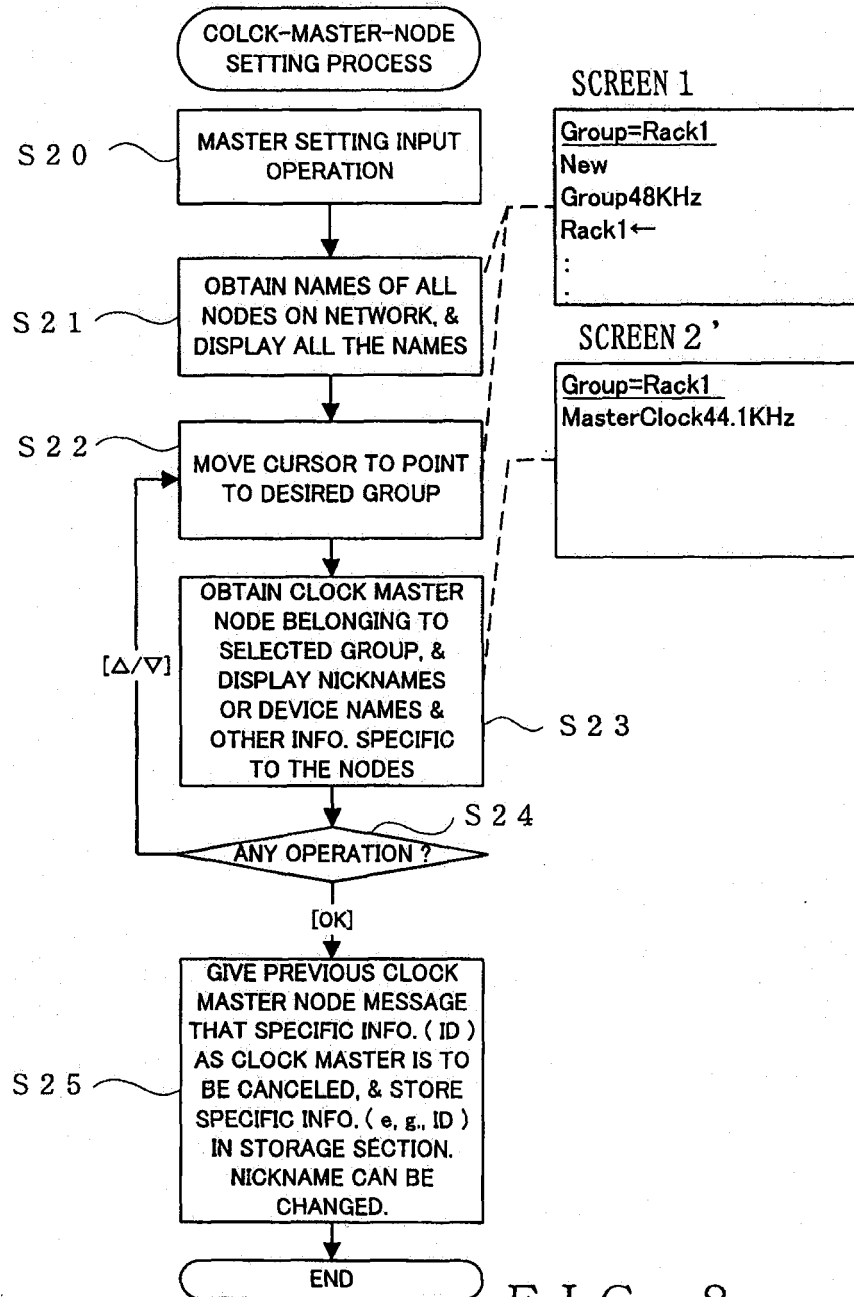 COLCK-MASTER-NODE
SETTING PROCESS
S20
MASTER SETTING INPUT
OPERATION
S21
OBTAIN NAMES OF ALL
NODES ON NETWORK, &
DISPLAY ALL THE NAMES
S22
MOVE CURSOR TO POINT
TO DESIRED GROUP
OBTAIN CLOCK MASTER
NODE BELONGING TO
SELECTED GROUP, &
DISPLAY NICKNAMES
OR DEVICE NAMES &
OTHER INFO. SPECIFIC
TO THE NODES
S23
[△/▽]
S24
ANY OPERATION ?
[OK]
GIVE PREVIOUS CLOCK
MASTER NODE MESSAGE
THAT SPECIFIC INFO. ( ID )
AS CLOCK MASTER IS TO
BE CANCELED, & STORE
SPECIFIC INFO. ( e, g., ID )
IN STORAGE SECTION.
NICKNAME CAN BE
CHANGED.
S25
END
SCREEN 1
Group=Rack1
New
Group48KHz
Rack1←
:
:
SCREEN 2'
Group=Rack1
MasterClock44.1KHz